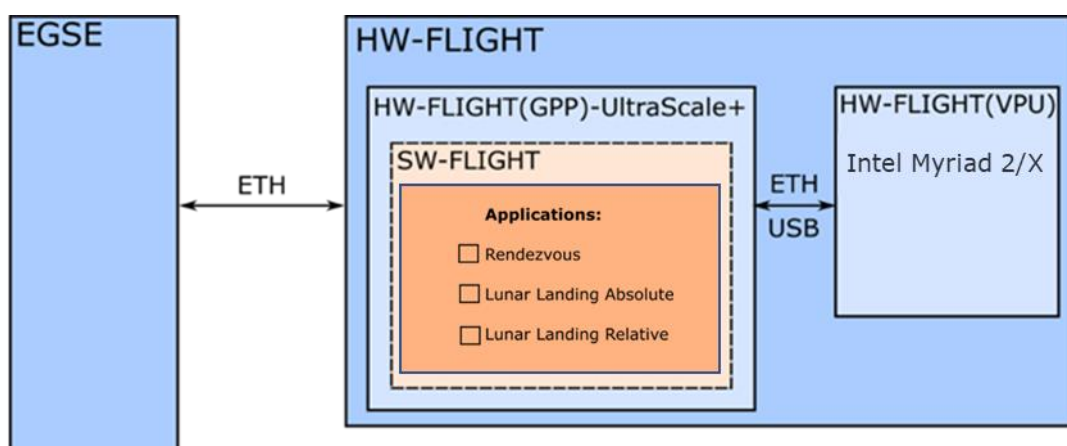 EGSE
HW-FLIGHT
HW-FLIGHT(GPP)-UltraScale+
HW-FLIGHT(VPU)
SW-FLIGHT
Intel Myriad 2/X
ETH
ETH
USB
Applications:
Rendezvous
Lunar Landing Absolute
Lunar Landing Relative